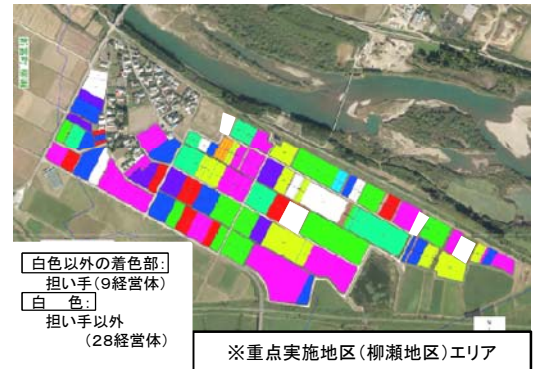 白色以外の着色部:
担い手(9経営体)
白　色:
担い手以外
(28経営体)
※重点実施地区(柳瀬地区)エリア